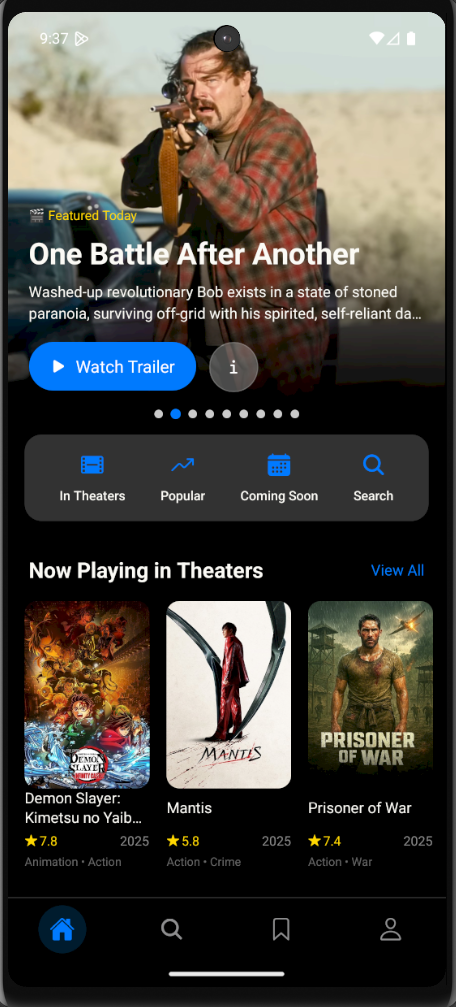 9:37
Featured Today
One Battle After Another
Washed-up revolutionary Bob exists in a state of stoned
paranoia, surviving off-grid with his spirited, self-reliant da...
Watch Trailer
i
In Theaters
Popular
Coming Soon
Search
Now Playing in Theaters
View All
DEMON
SLAYER
INFINITY CASTLE
MANTIS
PRISONER
OF WAR
Demon Slayer:
Kimetsu no Yaib...
Mantis
Prisoner of War
7.8 2025
5.8 2025
7.4 2025
Animation • Action
Action • Crime
Action • War